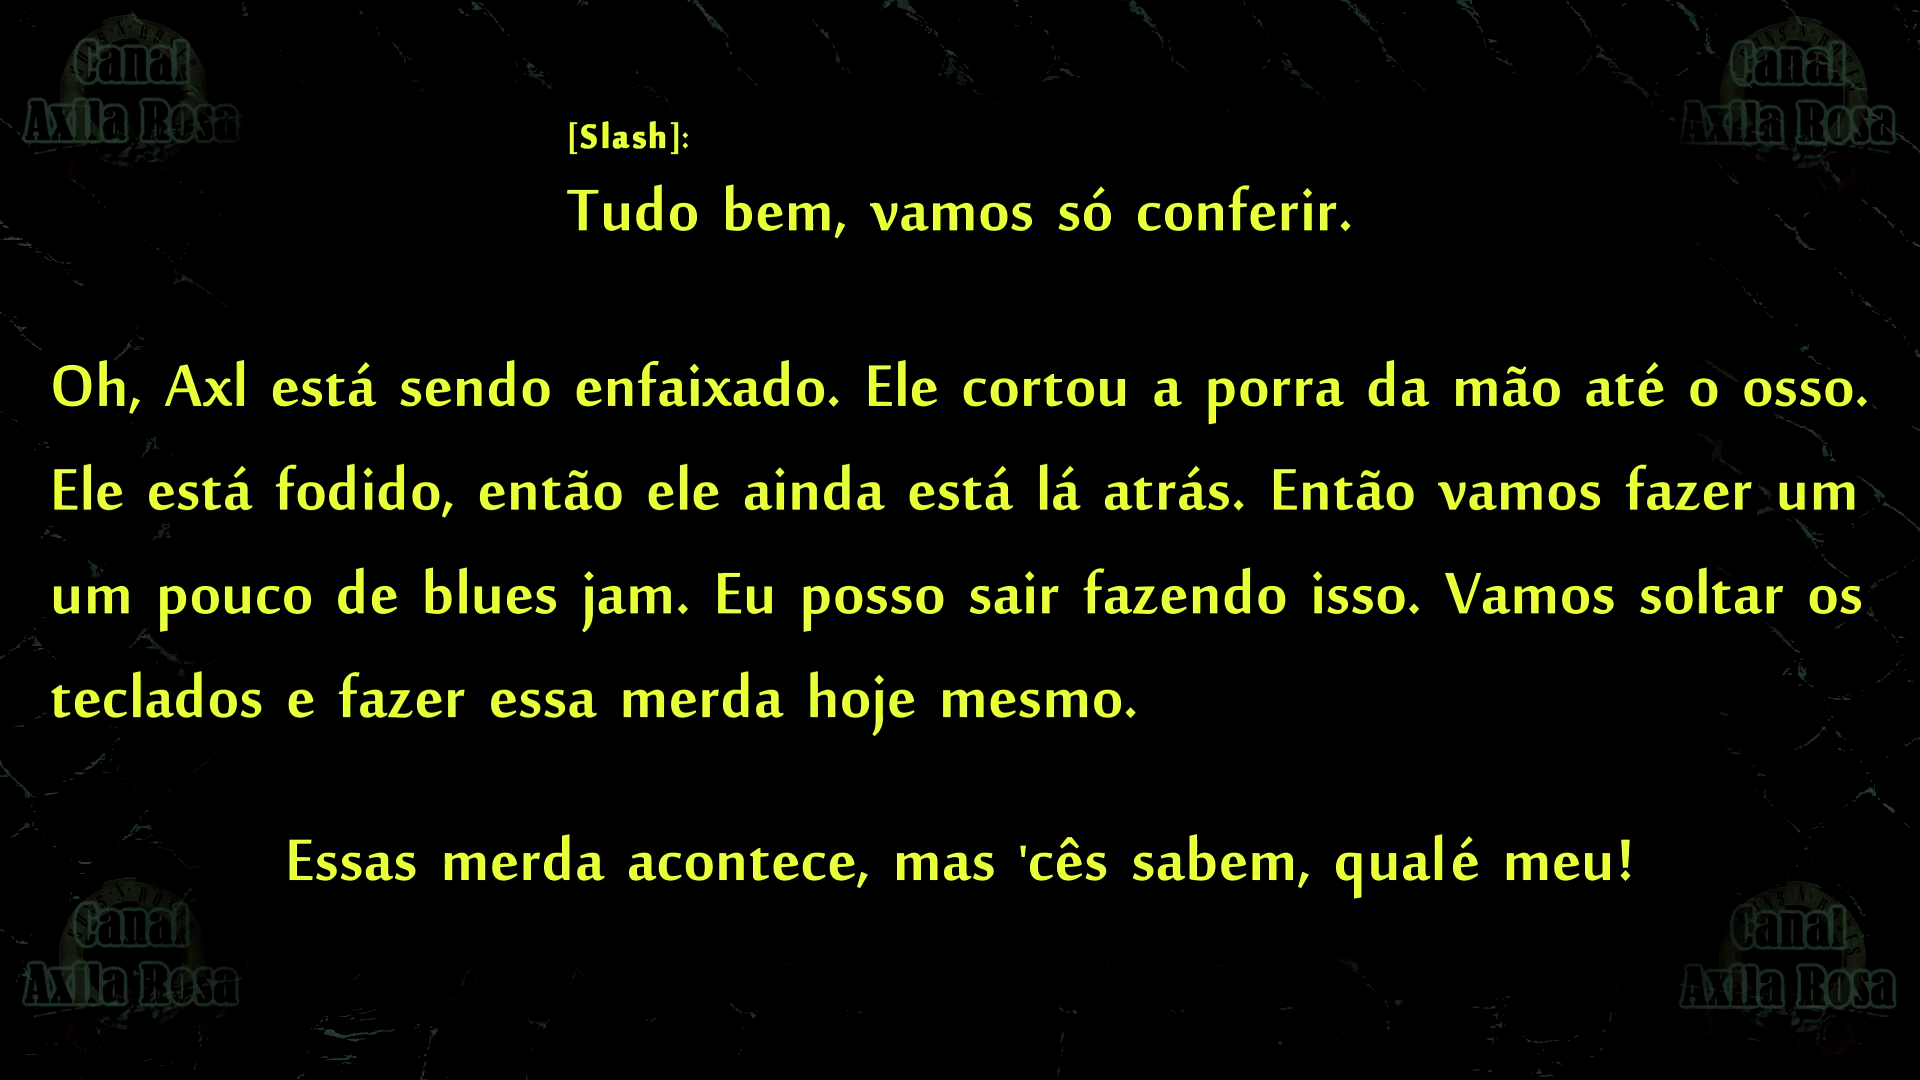 Canal
Axila Rosa
Canal
Axila Rosa
[Slash]:
Tudo bem, vamos só conferir.
Oh, Axl está sendo enfaixado. Ele cortou a porra da mão até o osso.
Ele está fodido, então ele ainda está lá atrás. Então vamos fazer um
um pouco de blues jam. Eu posso sair fazendo isso. Vamos soltar os
teclados e fazer essa merda hoje mesmo.
Essas merda acontece, mas 'cês sabem, qualé meu!
Canal
Axila Rosa
Canal
Axila Rosa